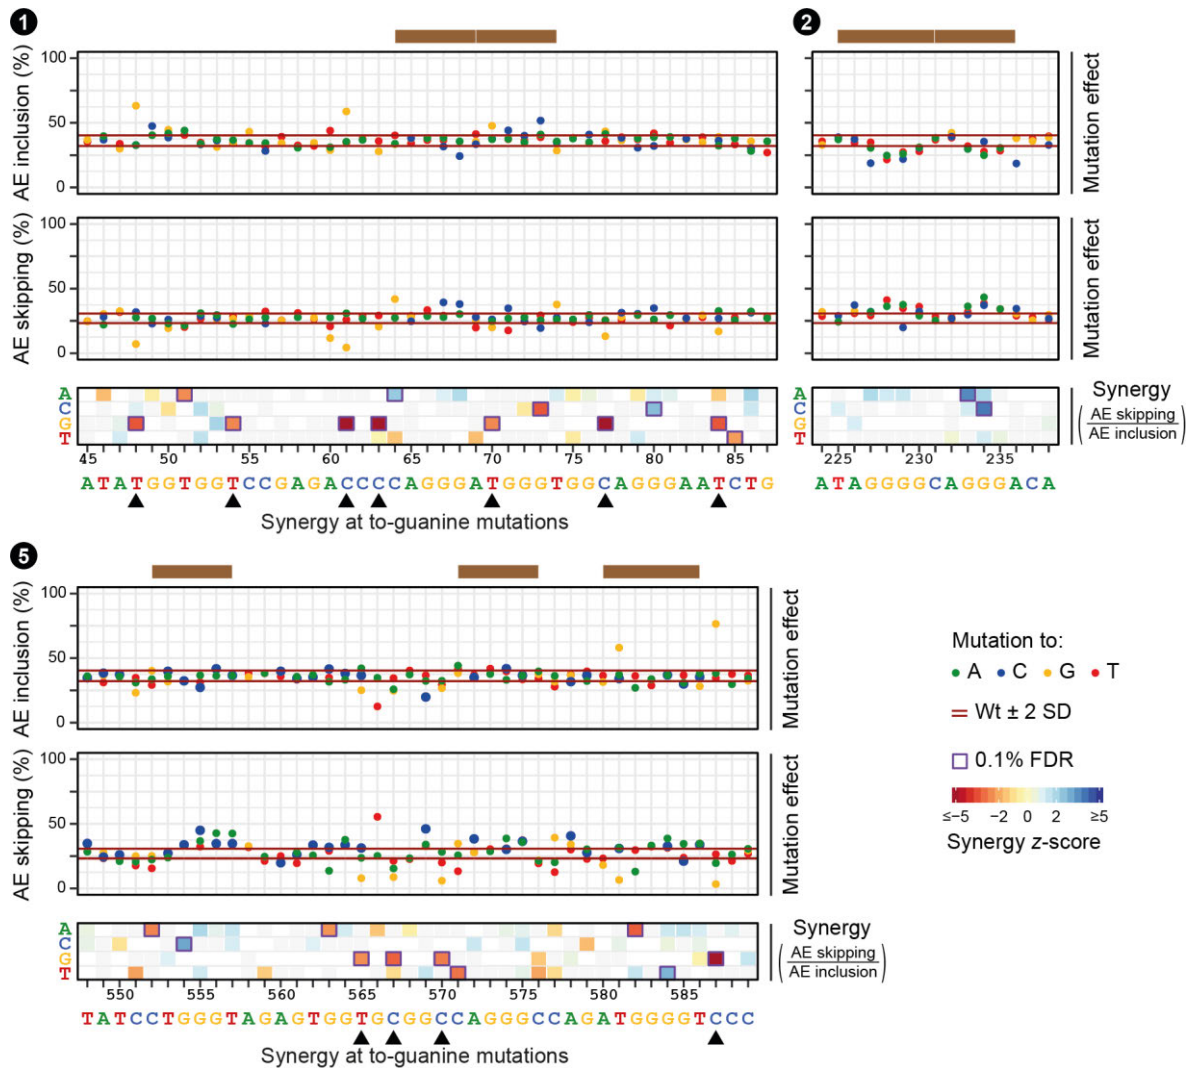 1
2
AE inclusion (%)
100
50
0
Mutation effect
Mutation effect
AE skipping (%)
100
50
0
Mutation effect
Mutation effect
A
C
G
T
A
C
G
T
Synergy
(AE skipping
AE inclusion)
45 50 55 60 65 70 75 80 85
225 230 235
ATATGGTGGTCCGAGACCCCAGGGATGGGTGGCAGGGAATCTG
ATAGGGGCAGGGACA
Synergy at to-guanine mutations
5
AE inclusion (%)
100
50
0
Mutation effect
AE skipping (%)
100
50
0
Mutation effect
A
C
G
T
Synergy
(AE skipping
AE inclusion)
550 555 560 565 570 575 580 585
TATCCTGGGTAGAGTGGTGCGGCCAGGGCCAGATGGGGTCCC
Synergy at to-guanine mutations
Mutation to:
A C G T
Wt ± 2 SD
0.1% FDR
≤−5 −2 0 2 ≥5
Synergy z-score